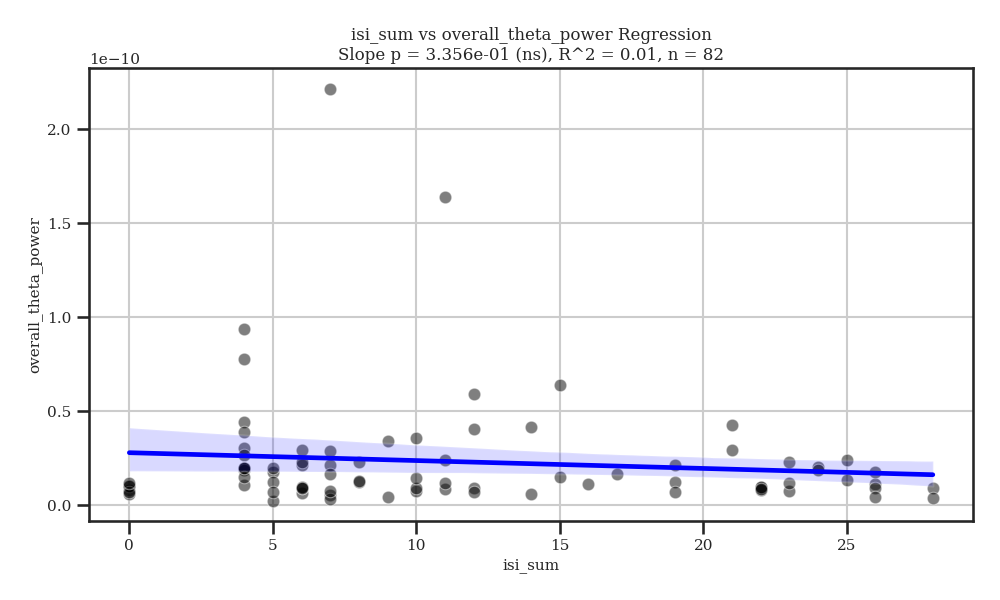 isi_sum vs overall_theta_power Regression
Slope p = 3.356e-01 (ns), R^2 = 0.01, n = 82
1e−10
2.0
1.5
1.0
0.5
0.0
overall_theta_power
0 5 10 15 20 25
isi_sum